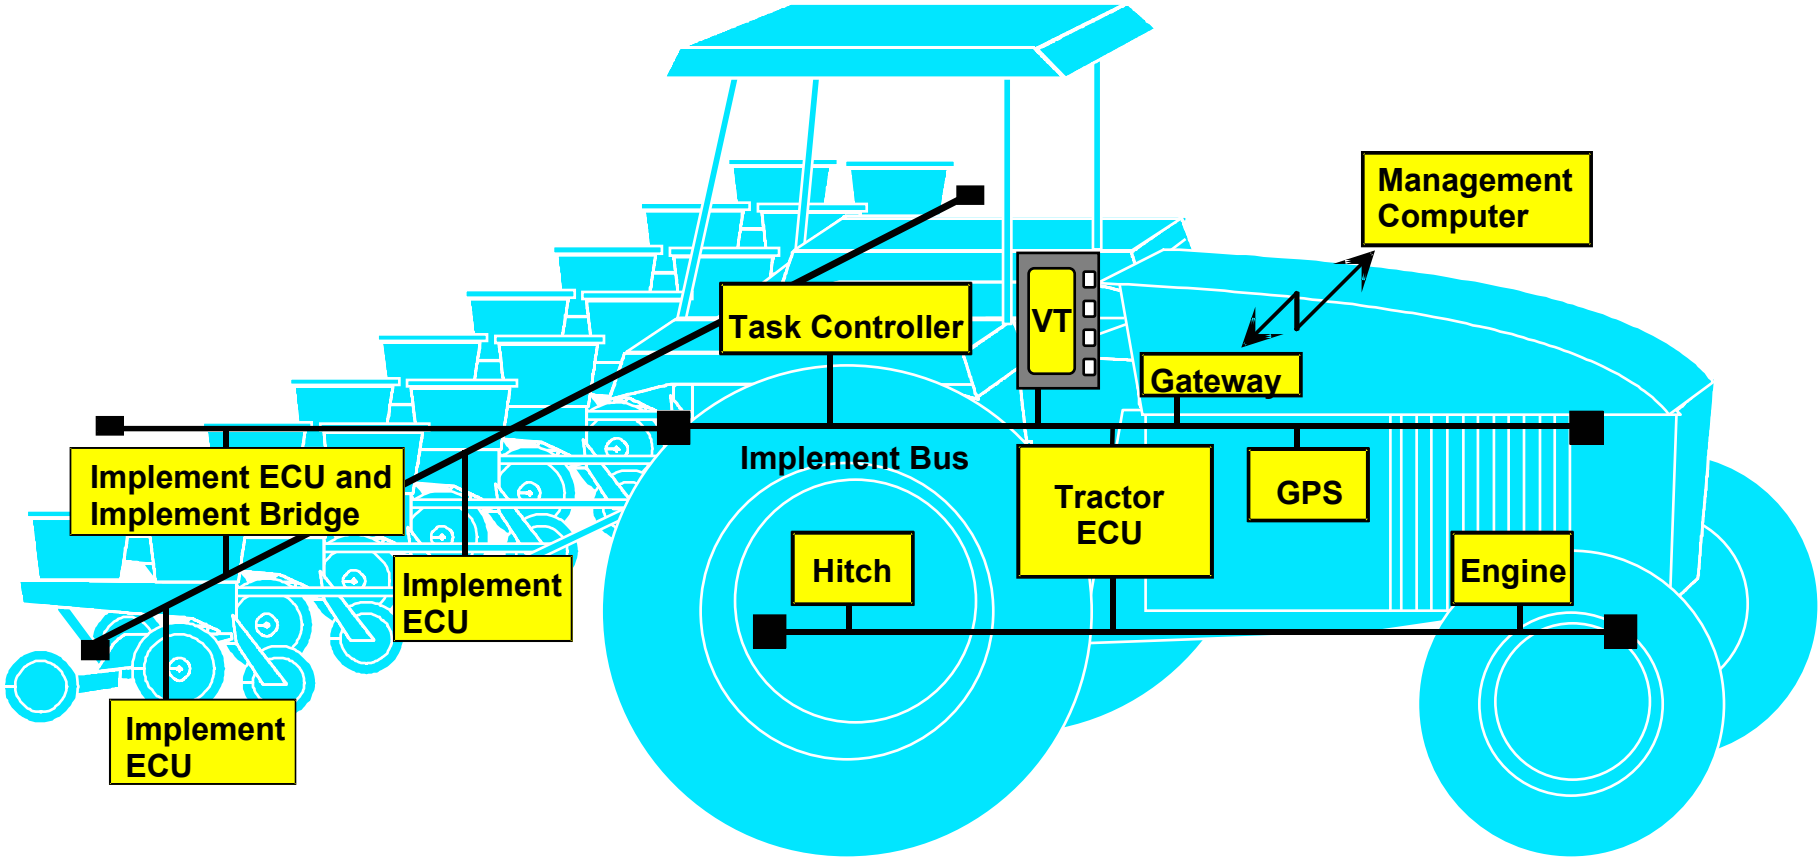 Management
Computer
Task Controller
VT
Gateway
Implement Bus
Implement ECU and
Implement Bridge
Tractor
ECU
GPS
Hitch
Engine
Implement
ECU
Implement
ECU